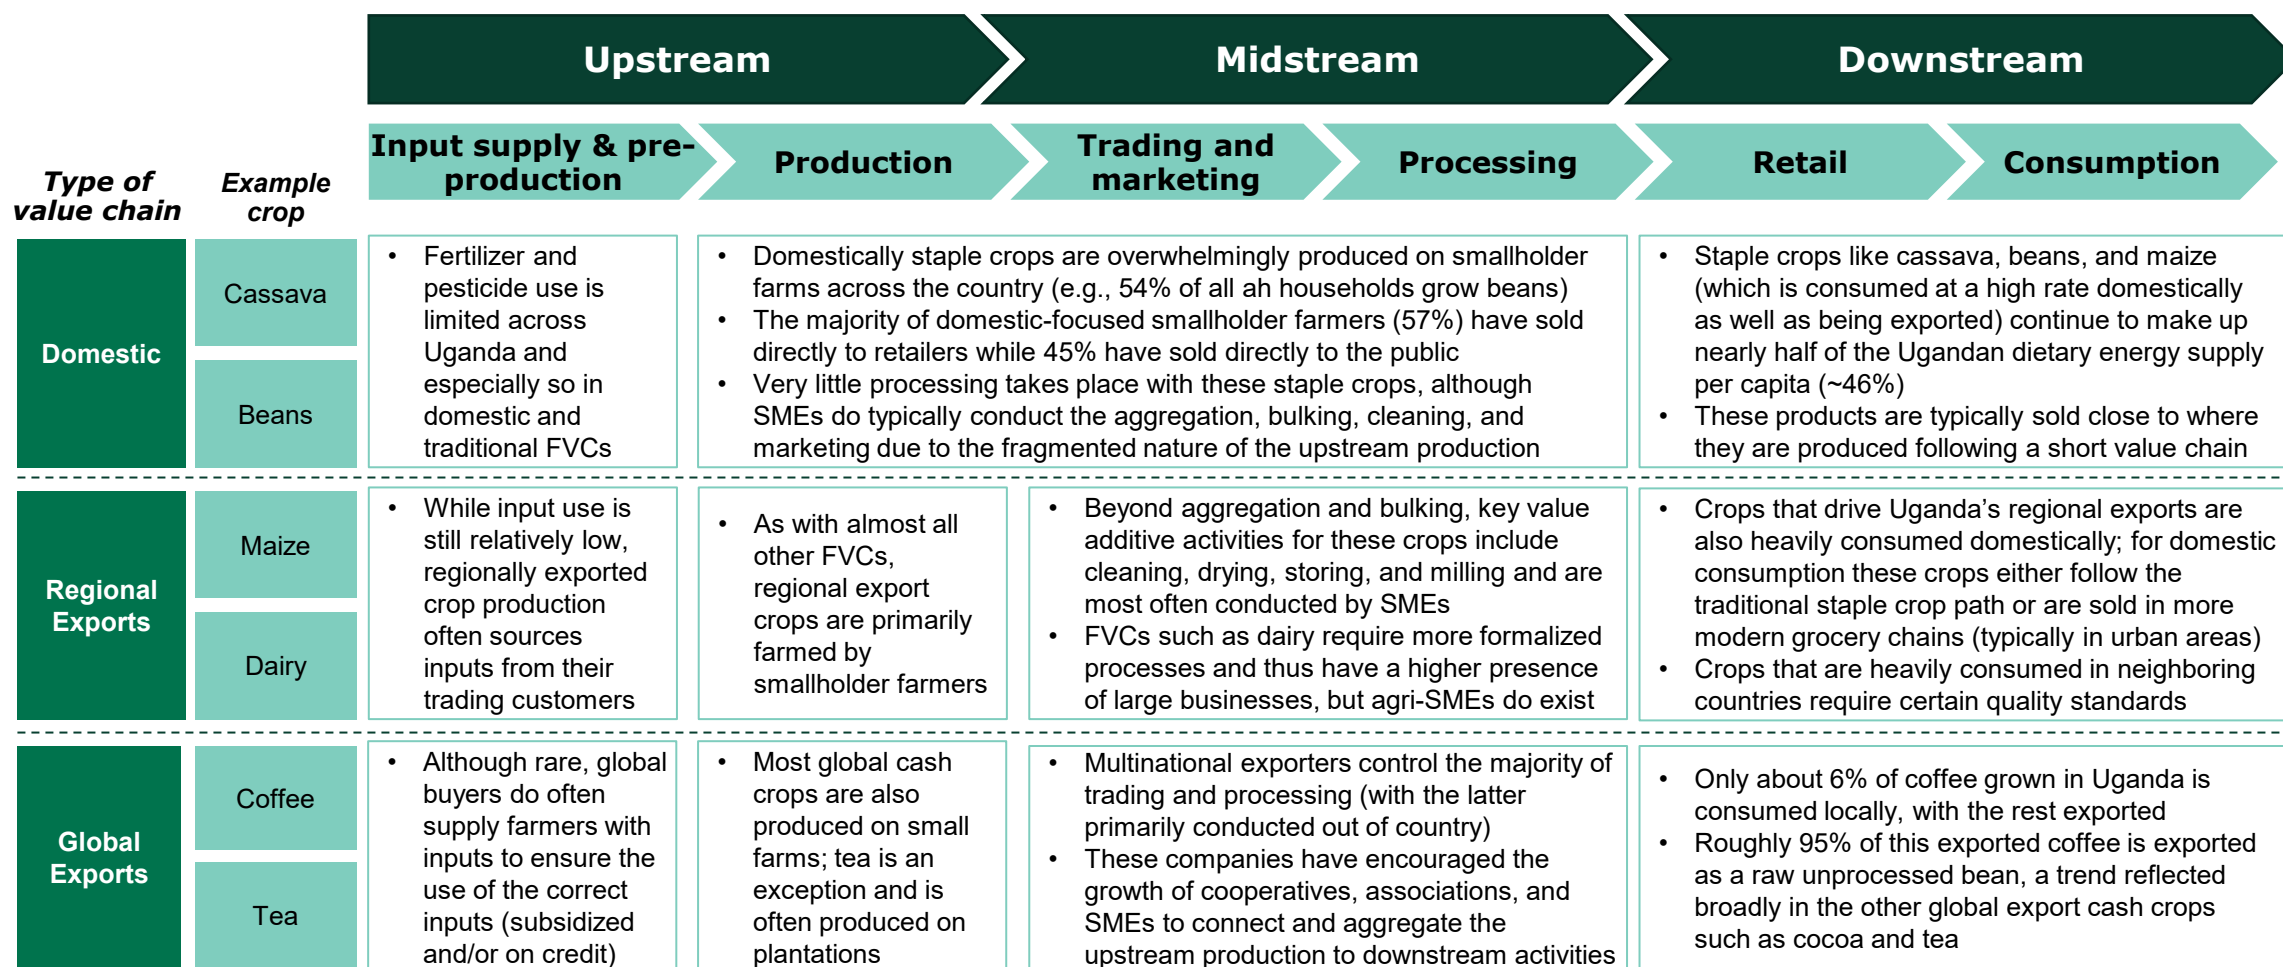 Upstream
Midstream
Downstream
Type of
value chain
Example
crop
Input supply & pre-
production
Production
Trading and
marketing
Processing
Retail
Consumption
Domestic
Cassava
Beans
• Fertilizer and
pesticide use is
limited across
Uganda and
especially so in
domestic and
traditional FVCs
• Domestically staple crops are overwhelmingly produced on smallholder
farms across the country (e.g., 54% of all ah households grow beans)
• The majority of domestic-focused smallholder farmers (57%) have sold
directly to retailers while 45% have sold directly to the public
• Very little processing takes place with these staple crops, although
SMEs do typically conduct the aggregation, bulking, cleaning, and
marketing due to the fragmented nature of the upstream production
• Staple crops like cassava, beans, and maize
(which is consumed at a high rate domestically
as well as being exported) continue to make up
nearly half of the Ugandan dietary energy supply
per capita (~46%)
• These products are typically sold close to where
they are produced following a short value chain
Regional
Exports
Maize
Dairy
• While input use is
still relatively low,
regionally exported
crop production
often sources
inputs from their
trading customers
• As with almost all
other FVCs,
regional export
crops are primarily
farmed by
smallholder farmers
• Beyond aggregation and bulking, key value
additive activities for these crops include
cleaning, drying, storing, and milling and are
most often conducted by SMEs
• FVCs such as dairy require more formalized
processes and thus have a higher presence
of large businesses, but agri-SMEs do exist
• Crops that drive Uganda’s regional exports are
also heavily consumed domestically; for domestic
consumption these crops either follow the
traditional staple crop path or are sold in more
modern grocery chains (typically in urban areas)
• Crops that are heavily consumed in neighboring
countries require certain quality standards
Global
Exports
Coffee
Tea
• Although rare, global
buyers do often
supply farmers with
inputs to ensure the
use of the correct
inputs (subsidized
and/or on credit)
• Most global cash
crops are also
produced on small
farms; tea is an
exception and is
often produced on
plantations
• Multinational exporters control the majority of
trading and processing (with the latter
primarily conducted out of country)
• These companies have encouraged the
growth of cooperatives, associations, and
SMEs to connect and aggregate the
upstream production to downstream activities
• Only about 6% of coffee grown in Uganda is
consumed locally, with the rest exported
• Roughly 95% of this exported coffee is exported
as a raw unprocessed bean, a trend reflected
broadly in the other global export cash crops
such as cocoa and tea